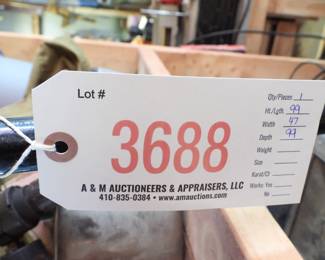 Lot #
3688
A & M AUCTIONEERS & APPRAISERS, LLC
410-835-0384 • www.amauctions.com
Qty/Pieces 1
Ht./Lgth 99
Width 47
Depth 99
Weight
Size
Karat/Ct
Works: Yes
No